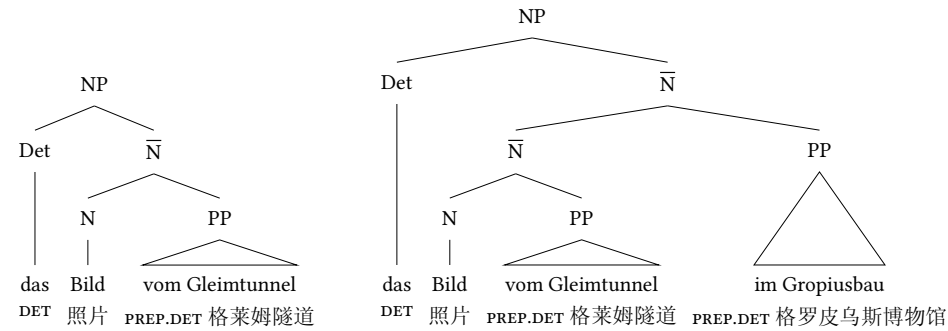 NP
Det N̅
N PP
das Bild vom Gleimtunnel
DET 照片 PREP.DET 格莱姆隧道
NP
Det N̅
N̅ PP
N PP
das Bild vom Gleimtunnel im Gropiusbau
DET 照片 PREP.DET 格莱姆隧道 PREP.DET 格罗皮乌斯博物馆